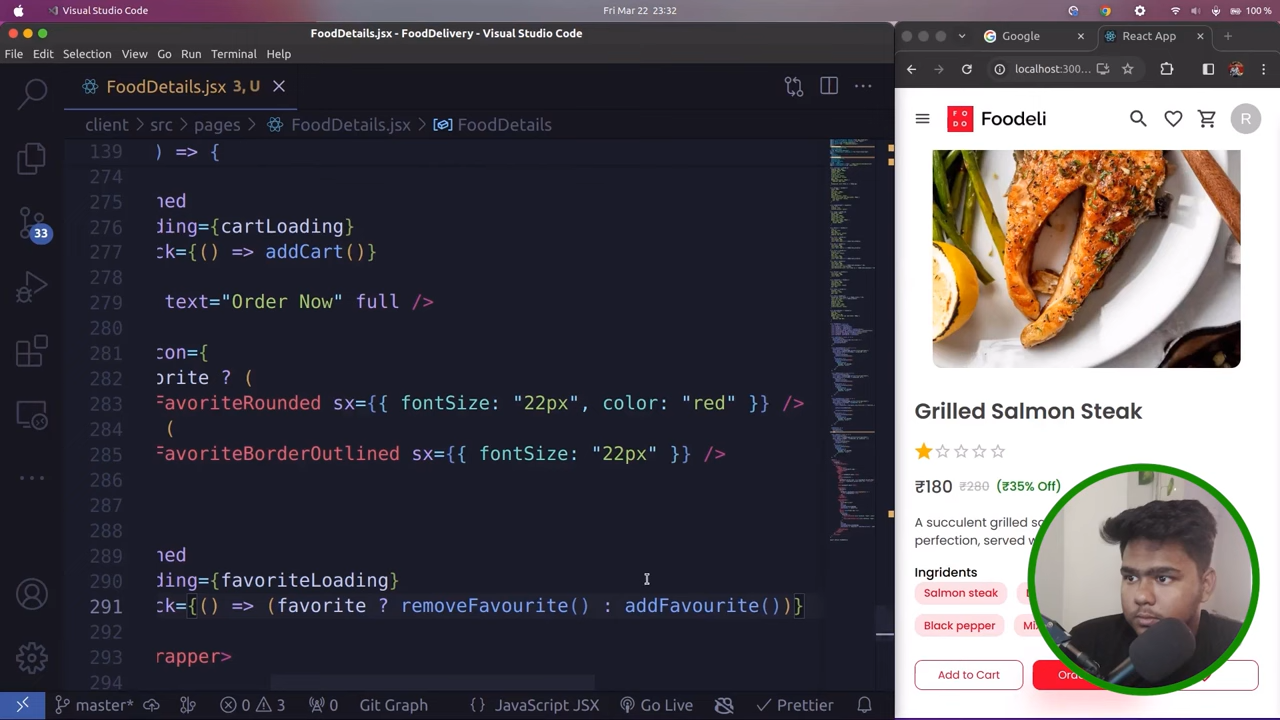 Visual Studio Code
Fri Mar 22 23:32
100 %
FoodDetails.jsx - FoodDelivery - Visual Studio Code
File Edit Selection View Go Run Terminal Help
FoodDetails.jsx 3, U
client > src > pages > FoodDetails.jsx > FoodDetails
139 => {
274
275 ned
276 ding={cartLoading}
277 ck={() => addCart()}
278
279 text="Order Now" full />
280
281 on={
282 rite ? (
283 avoriteRounded sx={{ fontSize: "22px", color: "red" }} />
284 (
285 avoriteBorderOutlined sx={{ fontSize: "22px" }} />
286
287
288
289 ned
290 ding={favoriteLoading}
291 ck={() => (favorite ? removeFavourite() : addFavourite())}
292
293 rapper>
294
33
master* 0 3 0 Git Graph {} JavaScript JSX Go Live Prettier
Google
React App
localhost:300...
FO
DO
Foodeli
R
Grilled Salmon Steak
₹180 ₹280 (₹35% Off)
A succulent grilled
perfection, served
Ingridents
Salmon steak
Black pepper
Add to Cart